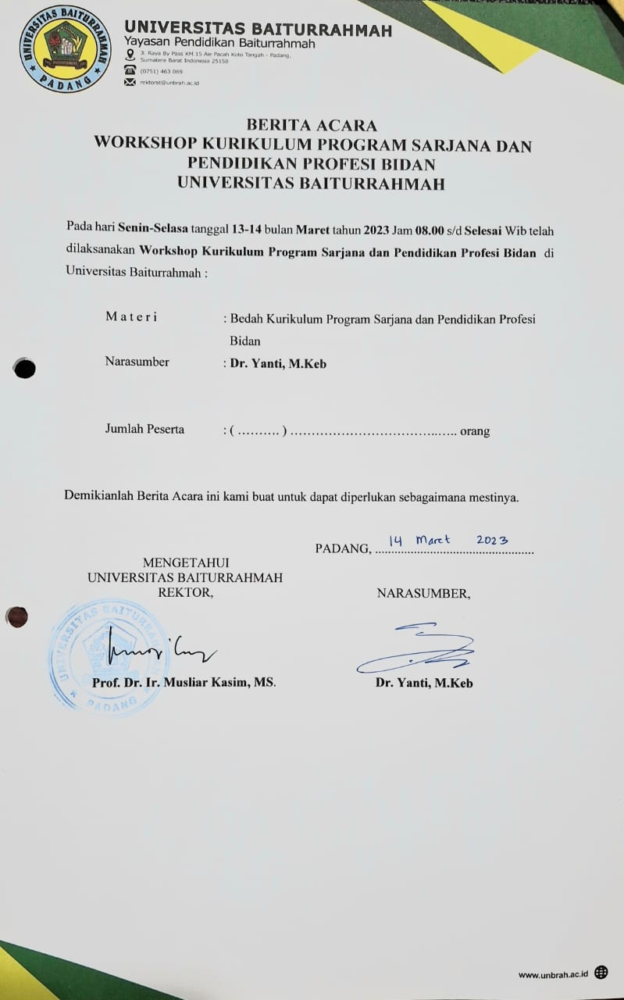 UNIVERSITAS BAITURRAHMAH
PADANG
UNIVERSITAS BAITURRAHMAH
Yayasan Pendidikan Baiturrahmah
Jl. Raya By Pass KM.15 Aie Pacah Koto Tangah - Padang,
Sumatera Barat Indonesia 25158
(0751) 463 069
rektorat@unbrah.ac.id
BERITA ACARA
WORKSHOP KURIKULUM PROGRAM SARJANA DAN
PENDIDIKAN PROFESI BIDAN
UNIVERSITAS BAITURRAHMAH
Pada hari Senin-Selasa tanggal 13-14 bulan Maret tahun 2023 Jam 08.00 s/d Selesai Wib telah
dilaksanakan Workshop Kurikulum Program Sarjana dan Pendidikan Profesi Bidan di
Universitas Baiturrahmah :
Materi : Bedah Kurikulum Program Sarjana dan Pendidikan Profesi
Bidan
Narasumber : Dr. Yanti, M.Keb
Jumlah Peserta : ( .......... ) ........................................ orang
Demikianlah Berita Acara ini kami buat untuk dapat diperlukan sebagaimana mestinya.
PADANG, 14 Maret 2023
MENGETAHUI
UNIVERSITAS BAITURRAHMAH
REKTOR,
NARASUMBER,
UNIVERSITAS BAITURRAHMAH
PADANG
Prof. Dr. Ir. Musliar Kasim, MS.
Dr. Yanti, M.Keb
www.unbrah.ac.id